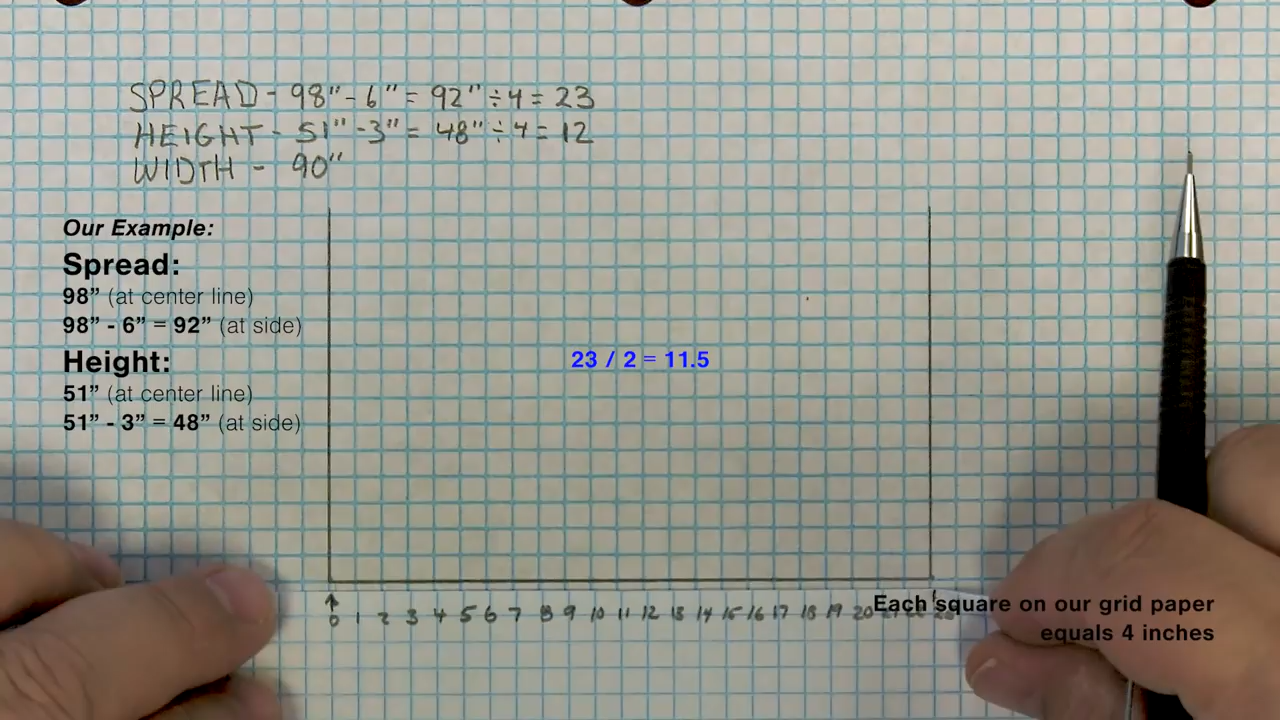 SPREAD - 98" - 6" = 92" ÷ 4 = 23
HEIGHT - 51" - 3" = 48" ÷ 4 = 12
WIDTH - 90"
Our Example:
Spread:
98” (at center line)
98” - 6” = 92” (at side)
Height:
51” (at center line)
51” - 3” = 48” (at side)
23 / 2 = 11.5
0 1 2 3 4 5 6 7 8 9 10 11 12 13 14 15 16 17 18 19 20
Each square on our grid paper
equals 4 inches